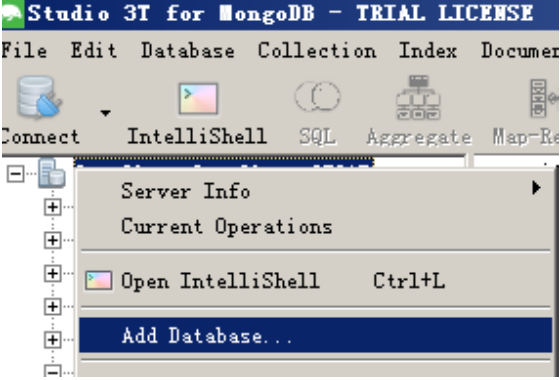 Studio 3T for MongoDB - TRIAL LICENSE
File Edit Database Collection Index Documen
Connect IntelliShell SQL Aggregate Map-Re
Server Info
Current Operations
Open IntelliShell Ctrl+L
Add Database...